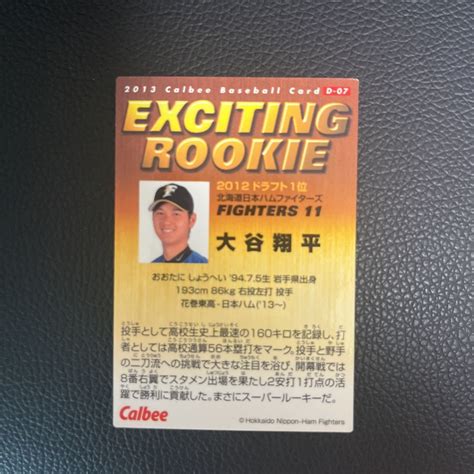 2013 Calbee Baseball Card D-07
EXCITING
ROOKIE
2012 ドラフト1位
北海道日本ハムファイターズ
FIGHTERS 11
大谷翔平
おおたに しょうへい '94.7.5生 岩手県出身
193cm 86kg 右投左打 投手
花巻東高-日本ハム('13〜)
投手として高校生史上最速の160キロを記録し、打
者としては高校通算56本塁打をマーク。投手と野手
の二刀流への挑戦で大きな注目を浴び、開幕戦では
8番右翼でスタメン出場を果たし2安打1打点の活
躍で勝利に貢献した。まさにスーパールーキーだ。
Calbee
© Hokkaido Nippon-Ham Fighters